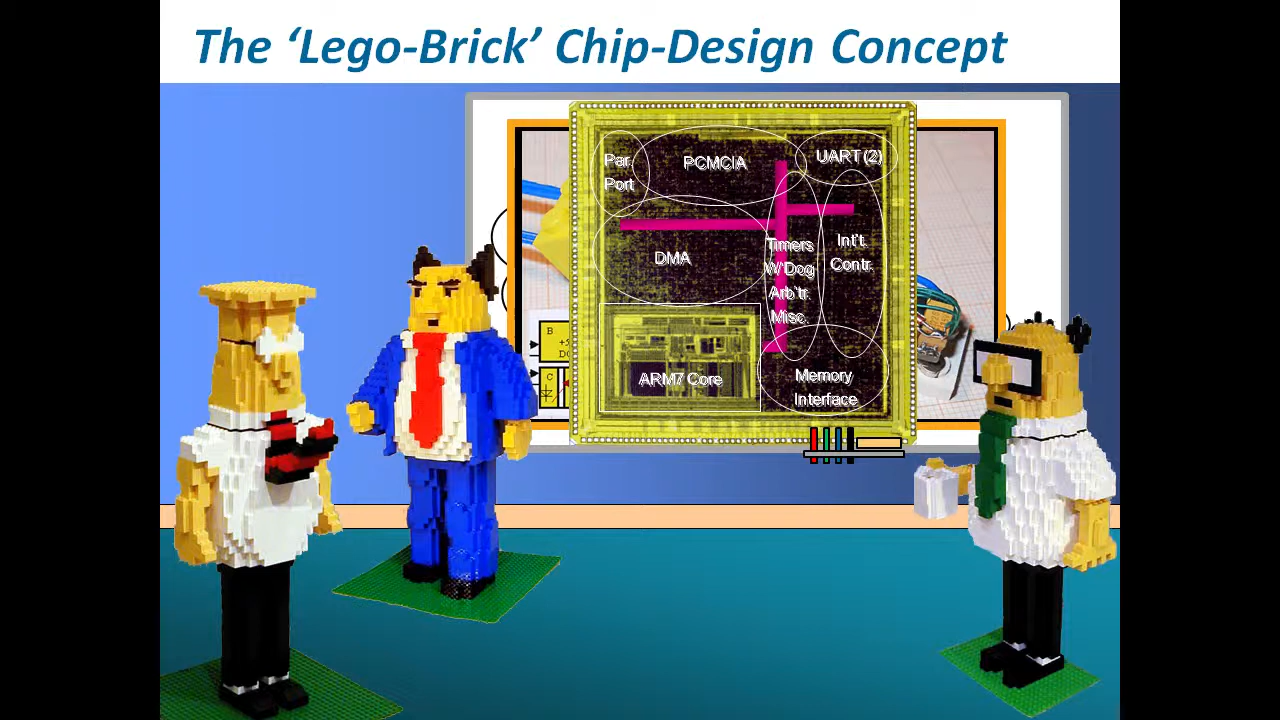 The ‘Lego-Brick’ Chip-Design Concept
Par.
Port
PCMCIA
UART (2)
DMA
Timers
W'Dog
Arb'tr.
Misc.
Int't.
Contr.
ARM7 Core
Memory
Interface
B
C